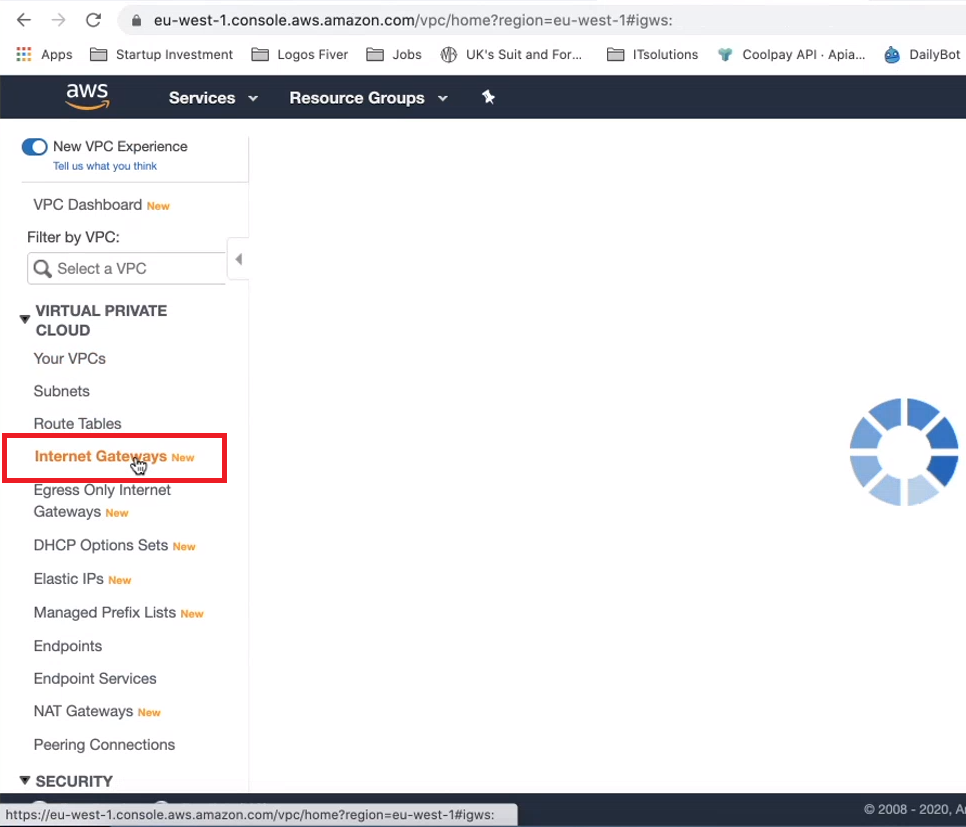 eu-west-1.console.aws.amazon.com/vpc/home?region=eu-west-1#igws:
Apps Startup Investment Logos Fiver Jobs UK's Suit and For... ITsolutions Coolpay API · Apia... DailyBot
aws Services Resource Groups
New VPC Experience
Tell us what you think
VPC Dashboard New
Filter by VPC:
Select a VPC
VIRTUAL PRIVATE
CLOUD
Your VPCs
Subnets
Route Tables
Internet Gateways New
Egress Only Internet
Gateways New
DHCP Options Sets New
Elastic IPs New
Managed Prefix Lists New
Endpoints
Endpoint Services
NAT Gateways New
Peering Connections
SECURITY
https://eu-west-1.console.aws.amazon.com/vpc/home?region=eu-west-1#igws:
© 2008 - 2020, A